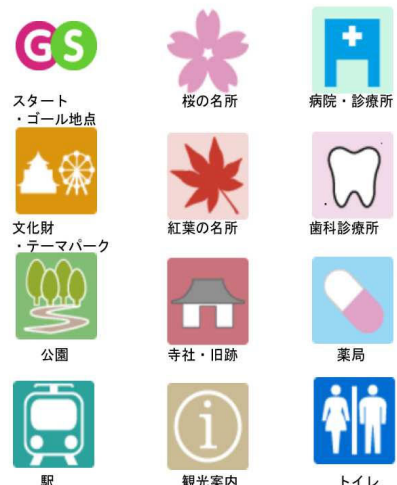 GS
スタート
・ゴール地点
桜の名所
病院・診療所
文化財
・テーマパーク
紅葉の名所
歯科診療所
公園
寺社・旧跡
薬局
i
駅
観光案内
トイレ